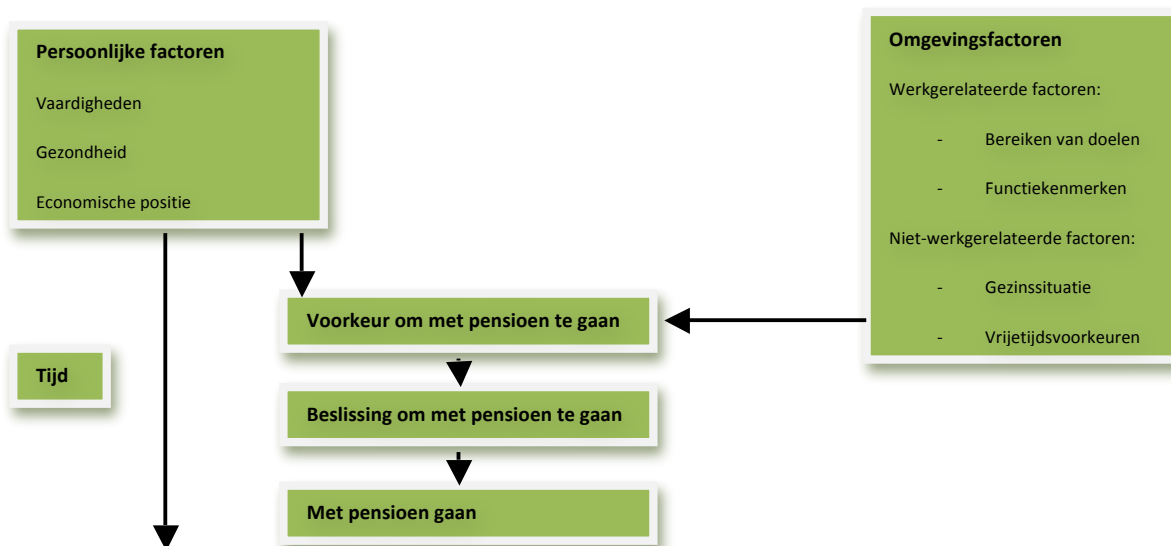 Persoonlijke factoren
Vaardigheden
Gezondheid
Economische positie
Omgevingsfactoren
Werkgerelateerde factoren:
- Bereiken van doelen
- Functiekenmerken
Niet-werkgerelateerde factoren:
- Gezinssituatie
- Vrijetijdsvoorkeuren
Voorkeur om met pensioen te gaan
Tijd
Beslissing om met pensioen te gaan
Met pensioen gaan